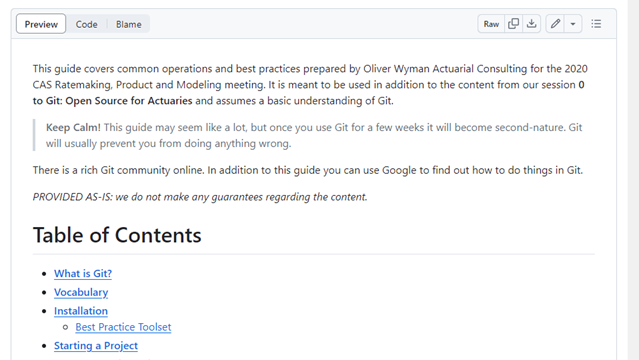 Preview Code Blame Raw
This guide covers common operations and best practices prepared by Oliver Wyman Actuarial Consulting for the 2020
CAS Ratemaking, Product and Modeling meeting. It is meant to be used in addition to the content from our session 0
to Git: Open Source for Actuaries and assumes a basic understanding of Git.
Keep Calm! This guide may seem like a lot, but once you use Git for a few weeks it will become second-nature. Git
will usually prevent you from doing anything wrong.
There is a rich Git community online. In addition to this guide you can use Google to find out how to do things in Git.
PROVIDED AS-IS: we do not make any guarantees regarding the content.
Table of Contents
What is Git?
Vocabulary
Installation
Best Practice Toolset
Starting a Project